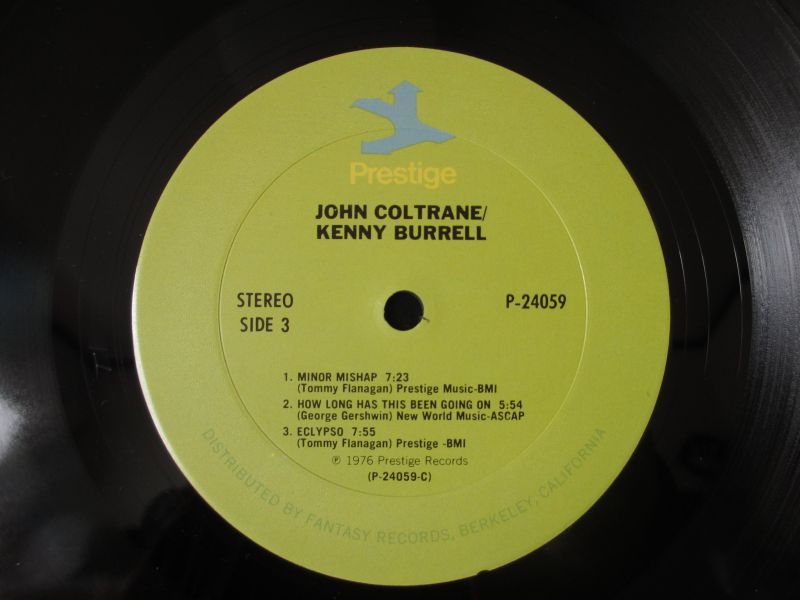 Prestige
JOHN COLTRANE/
KENNY BURRELL
STEREO
SIDE 3
P-24059
1. MINOR MISHAP 7:23
(Tommy Flanagan) Prestige Music-BMI
2. HOW LONG HAS THIS BEEN GOING ON 5:54
(George Gershwin) New World Music-ASCAP
3. ECLYPSO 7:55
(Tommy Flanagan) Prestige -BMI
℗ 1976 Prestige Records
(P-24059-C)
DISTRIBUTED BY FANTASY RECORDS, BERKELEY, CALIFORNIA